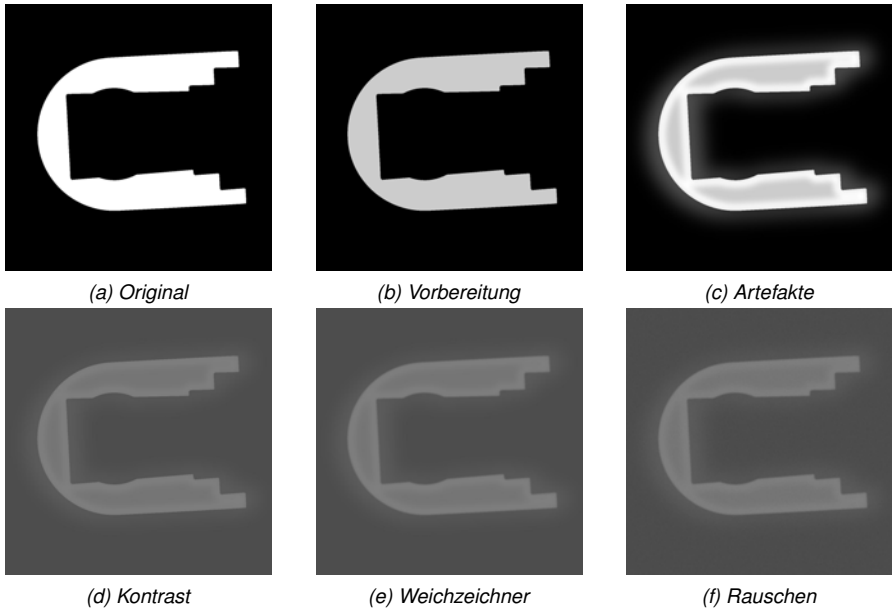 (a) Original
(b) Vorbereitung
(c) Artefakte
(d) Kontrast
(e) Weichzeichner
(f) Rauschen